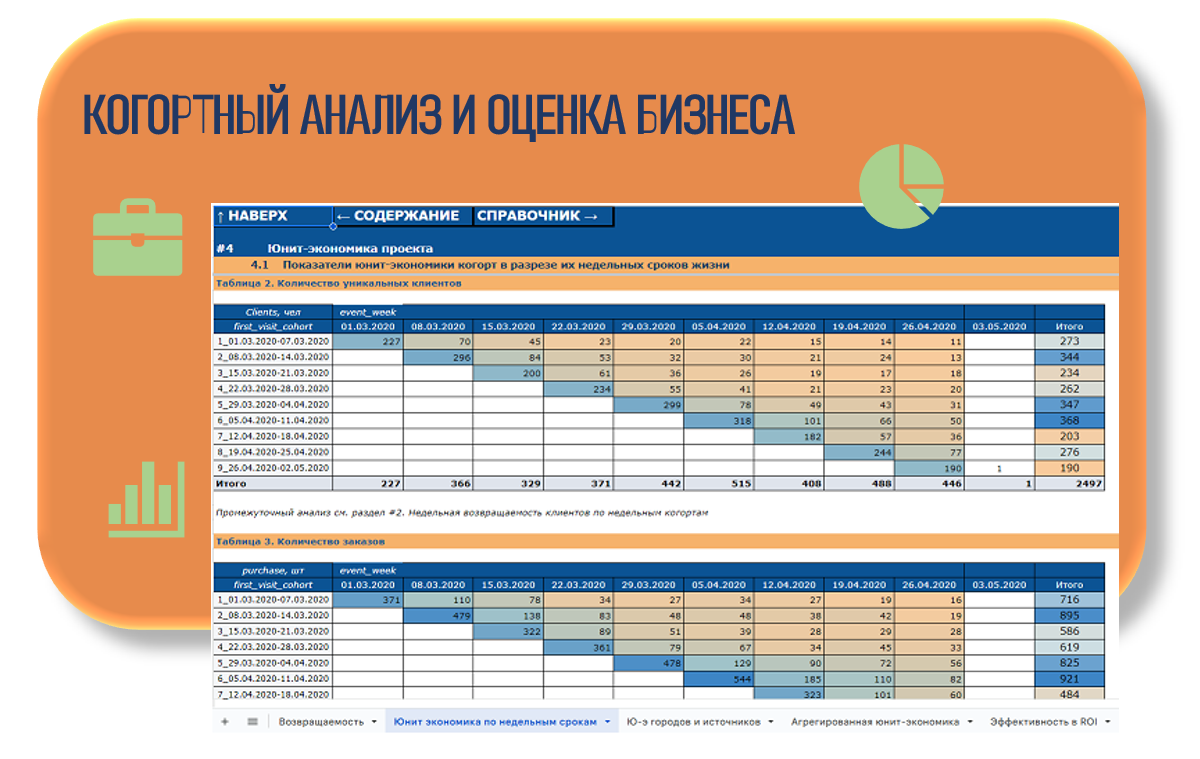 КОГОРТНЫЙ АНАЛИЗ И ОЦЕНКА БИЗНЕСА
↑ НАВЕРХ ← СОДЕРЖАНИЕ СПРАВОЧНИК →
#4 Юнит-экономика проекта
4.1 Показатели юнит-экономики когорт в разрезе их недельных сроков жизни
Таблица 2. Количество уникальных клиентов
Clients, чел event_week
first_visit_cohort 01.03.2020 08.03.2020 15.03.2020 22.03.2020 29.03.2020 05.04.2020 12.04.2020 19.04.2020 26.04.2020 03.05.2020 Итого
1_01.03.2020-07.03.2020 227 70 45 23 20 22 15 14 11 273
2_08.03.2020-14.03.2020 296 84 53 32 30 21 24 13 344
3_15.03.2020-21.03.2020 200 61 36 26 19 17 18 234
4_22.03.2020-28.03.2020 234 55 41 21 23 20 262
5_29.03.2020-04.04.2020 299 78 49 43 31 347
6_05.04.2020-11.04.2020 318 101 66 50 368
7_12.04.2020-18.04.2020 182 57 36 203
8_19.04.2020-25.04.2020 244 77 276
9_26.04.2020-02.05.2020 190 1 190
Итого 227 366 329 371 442 515 408 488 446 1 2497
Промежуточный анализ см. раздел #2. Недельная возвращаемость клиентов по недельным когортам
Таблица 3. Количество заказов
purchase, шт event_week
first_visit_cohort 01.03.2020 08.03.2020 15.03.2020 22.03.2020 29.03.2020 05.04.2020 12.04.2020 19.04.2020 26.04.2020 03.05.2020 Итого
1_01.03.2020-07.03.2020 371 110 78 34 27 34 27 19 16 716
2_08.03.2020-14.03.2020 479 138 83 48 48 38 42 19 895
3_15.03.2020-21.03.2020 322 89 51 39 28 29 28 586
4_22.03.2020-28.03.2020 361 79 67 34 45 33 619
5_29.03.2020-04.04.2020 478 129 90 72 56 825
6_05.04.2020-11.04.2020 544 185 110 82 921
7_12.04.2020-18.04.2020 323 101 60 484
+ Возвращаемость Юнит экономика по недельным срокам Ю-э городов и источников Агрегированная юнит-экономика Эффективность в ROI